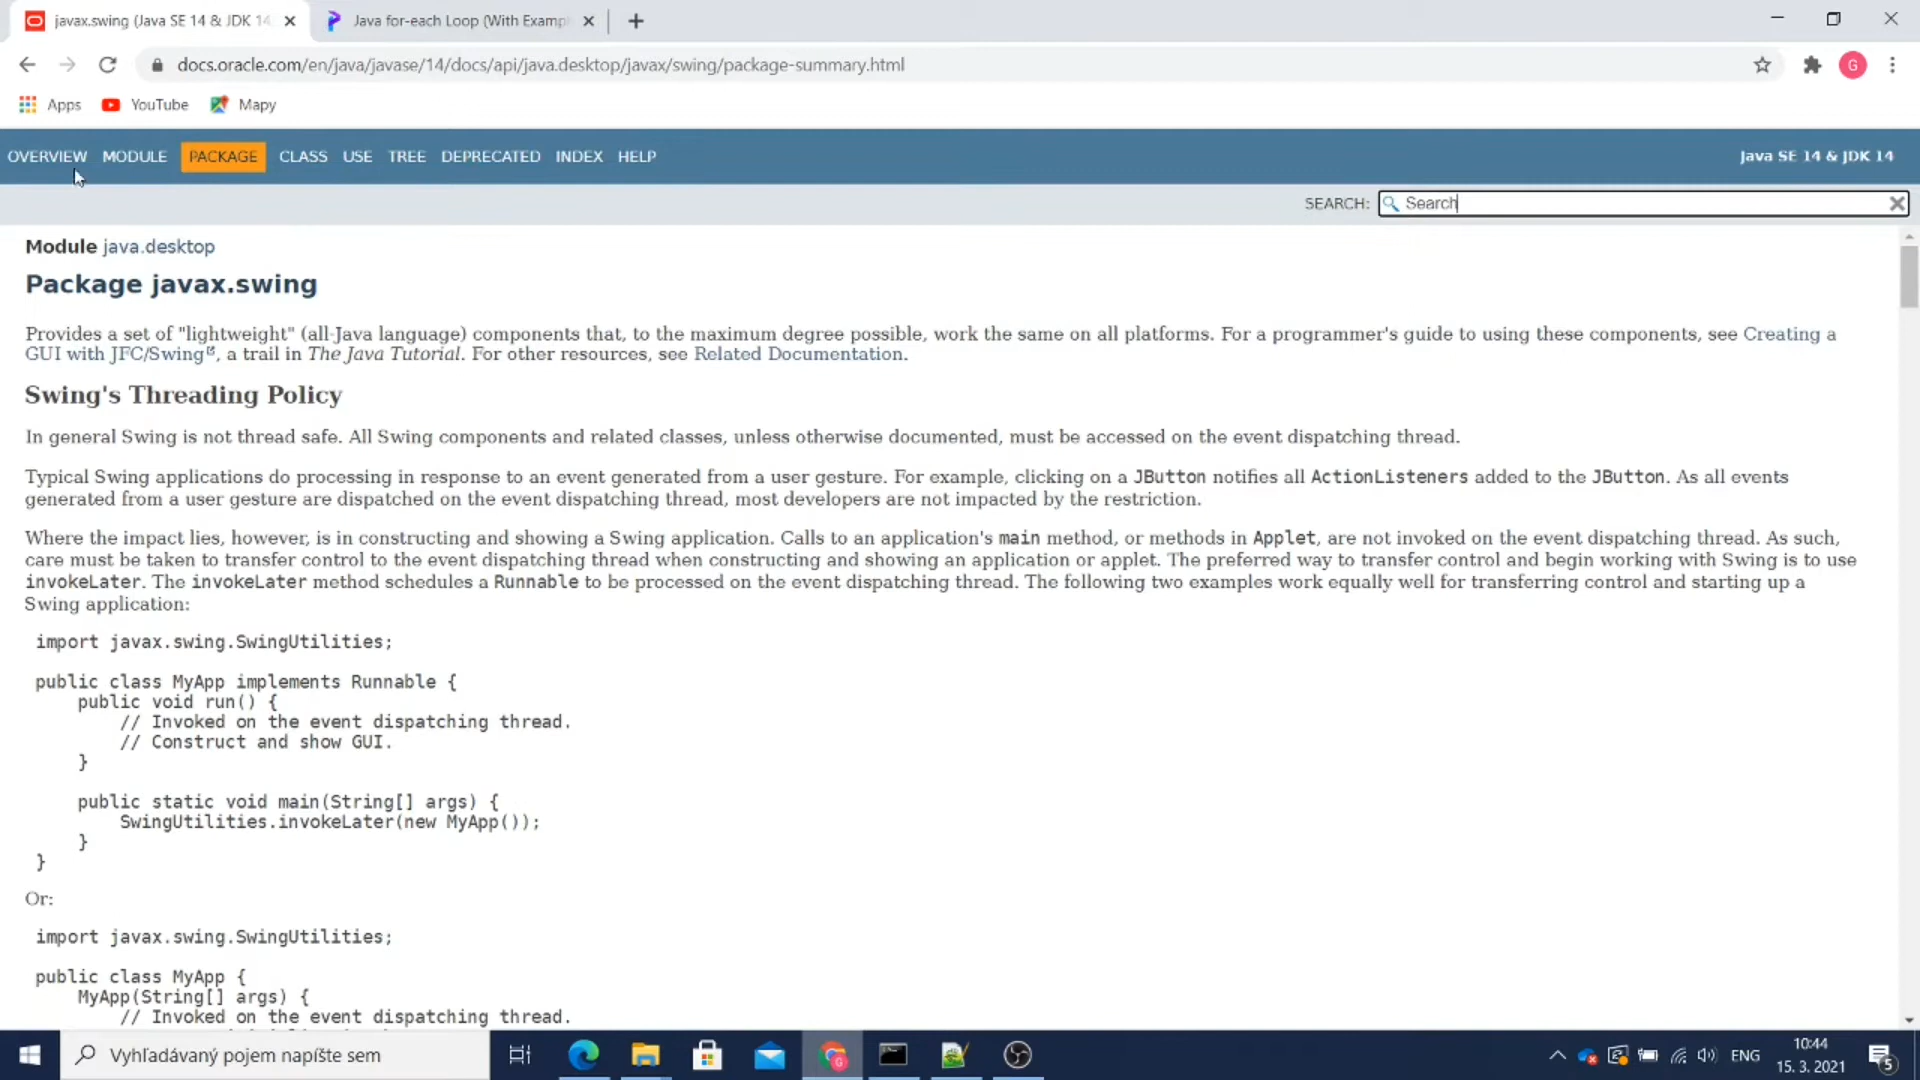 javax.swing (Java SE 14 & JDK 14
Java for-each Loop (With Examp
docs.oracle.com/en/java/javase/14/docs/api/java.desktop/javax/swing/package-summary.html
G
Apps YouTube Mapy
OVERVIEW MODULE PACKAGE CLASS USE TREE DEPRECATED INDEX HELP
Java SE 14 & JDK 14
SEARCH: Search
Module java.desktop
Package javax.swing
Provides a set of "lightweight" (all-Java language) components that, to the maximum degree possible, work the same on all platforms. For a programmer's guide to using these components, see Creating a
GUI with JFC/Swing, a trail in The Java Tutorial. For other resources, see Related Documentation.
Swing's Threading Policy
In general Swing is not thread safe. All Swing components and related classes, unless otherwise documented, must be accessed on the event dispatching thread.
Typical Swing applications do processing in response to an event generated from a user gesture. For example, clicking on a JButton notifies all ActionListeners added to the JButton. As all events
generated from a user gesture are dispatched on the event dispatching thread, most developers are not impacted by the restriction.
Where the impact lies, however, is in constructing and showing a Swing application. Calls to an application's main method, or methods in Applet, are not invoked on the event dispatching thread. As such,
care must be taken to transfer control to the event dispatching thread when constructing and showing an application or applet. The preferred way to transfer control and begin working with Swing is to use
invokeLater. The invokeLater method schedules a Runnable to be processed on the event dispatching thread. The following two examples work equally well for transferring control and starting up a
Swing application:
import javax.swing.SwingUtilities;
public class MyApp implements Runnable {
public void run() {
// Invoked on the event dispatching thread.
// Construct and show GUI.
}
public static void main(String[] args) {
SwingUtilities.invokeLater(new MyApp());
}
}
Or:
import javax.swing.SwingUtilities;
public class MyApp {
MyApp(String[] args) {
// Invoked on the event dispatching thread.
Vyhľadávaný pojem napíšte sem
ENG
10:44
15. 3. 2021
5